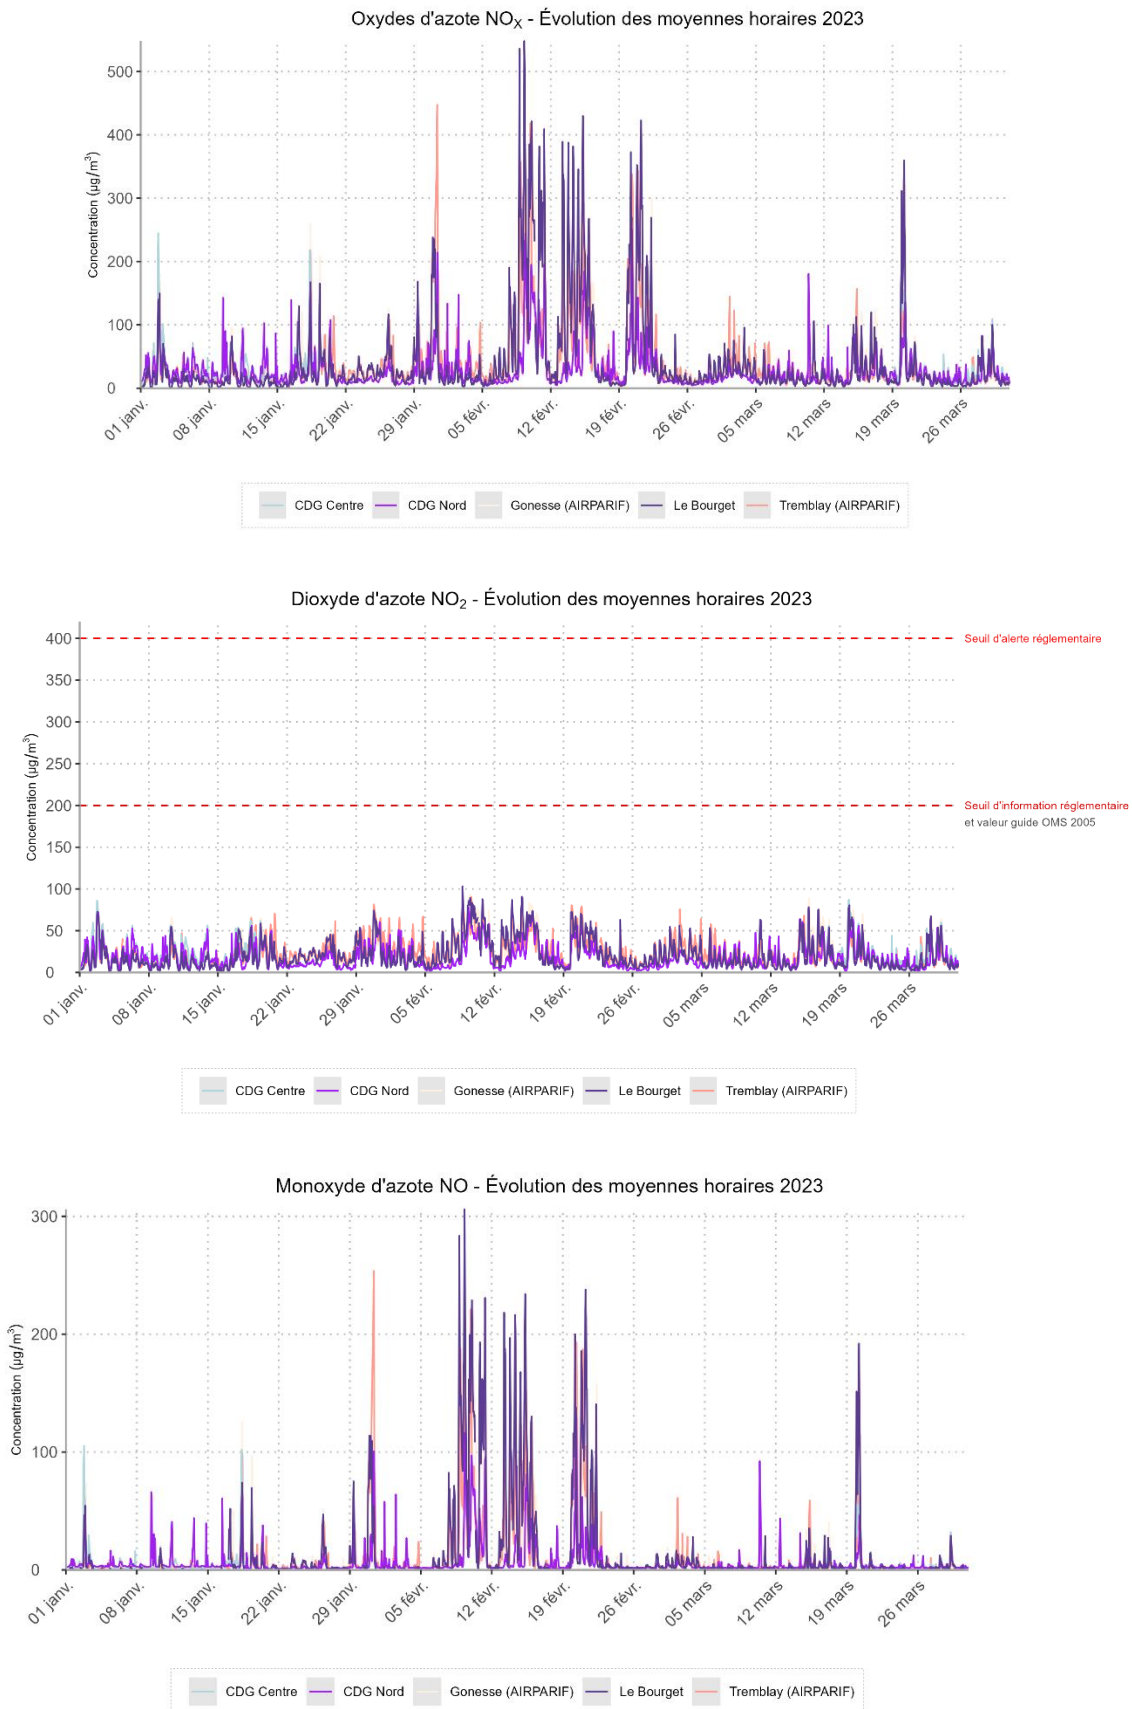 Oxydes d'azote NOX - Évolution des moyennes horaires 2023
Concentration (µg/m³)
500
400
300
200
100
0
01 janv.
08 janv.
15 janv.
22 janv.
29 janv.
05 févr.
12 févr.
19 févr.
26 févr.
05 mars
12 mars
19 mars
26 mars
CDG Centre
CDG Nord
Gonesse (AIRPARIF)
Le Bourget
Tremblay (AIRPARIF)
Dioxyde d'azote NO₂ - Évolution des moyennes horaires 2023
Concentration (µg/m³)
400
350
300
250
200
150
100
50
0
Seuil d'alerte réglementaire
Seuil d'information réglementaire
et valeur guide OMS 2005
01 janv.
08 janv.
15 janv.
22 janv.
29 janv.
05 févr.
12 févr.
19 févr.
26 févr.
05 mars
12 mars
19 mars
26 mars
CDG Centre
CDG Nord
Gonesse (AIRPARIF)
Le Bourget
Tremblay (AIRPARIF)
Monoxyde d'azote NO - Évolution des moyennes horaires 2023
Concentration (µg/m³)
300
200
100
0
01 janv.
08 janv.
15 janv.
22 janv.
29 janv.
05 févr.
12 févr.
19 févr.
26 févr.
05 mars
12 mars
19 mars
26 mars
CDG Centre
CDG Nord
Gonesse (AIRPARIF)
Le Bourget
Tremblay (AIRPARIF)